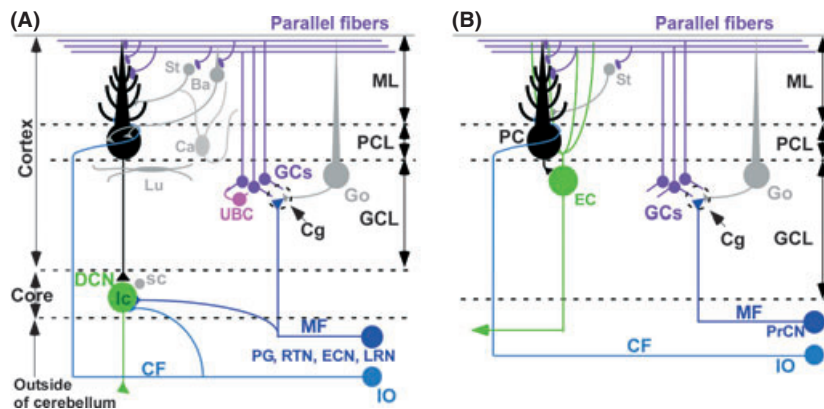 (A)
Parallel fibers
St
Ba
ML
PCL
Cortex
Ca
Lu
GCs
UBC
Go
Cg
GCL
DCN
sc
Ic
Core
MF
PG, RTN, ECN, LRN
CF
IO
Outside
of cerebellum
(B)
Parallel fibers
St
ML
PC
PCL
EC
GCs
Go
Cg
GCL
MF
PrCN
CF
IO